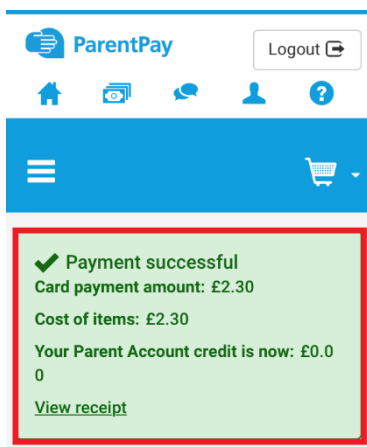 ParentPay
Logout
?
Payment successful
Card payment amount: £2.30
Cost of items: £2.30
Your Parent Account credit is now: £0.0
0
View receipt